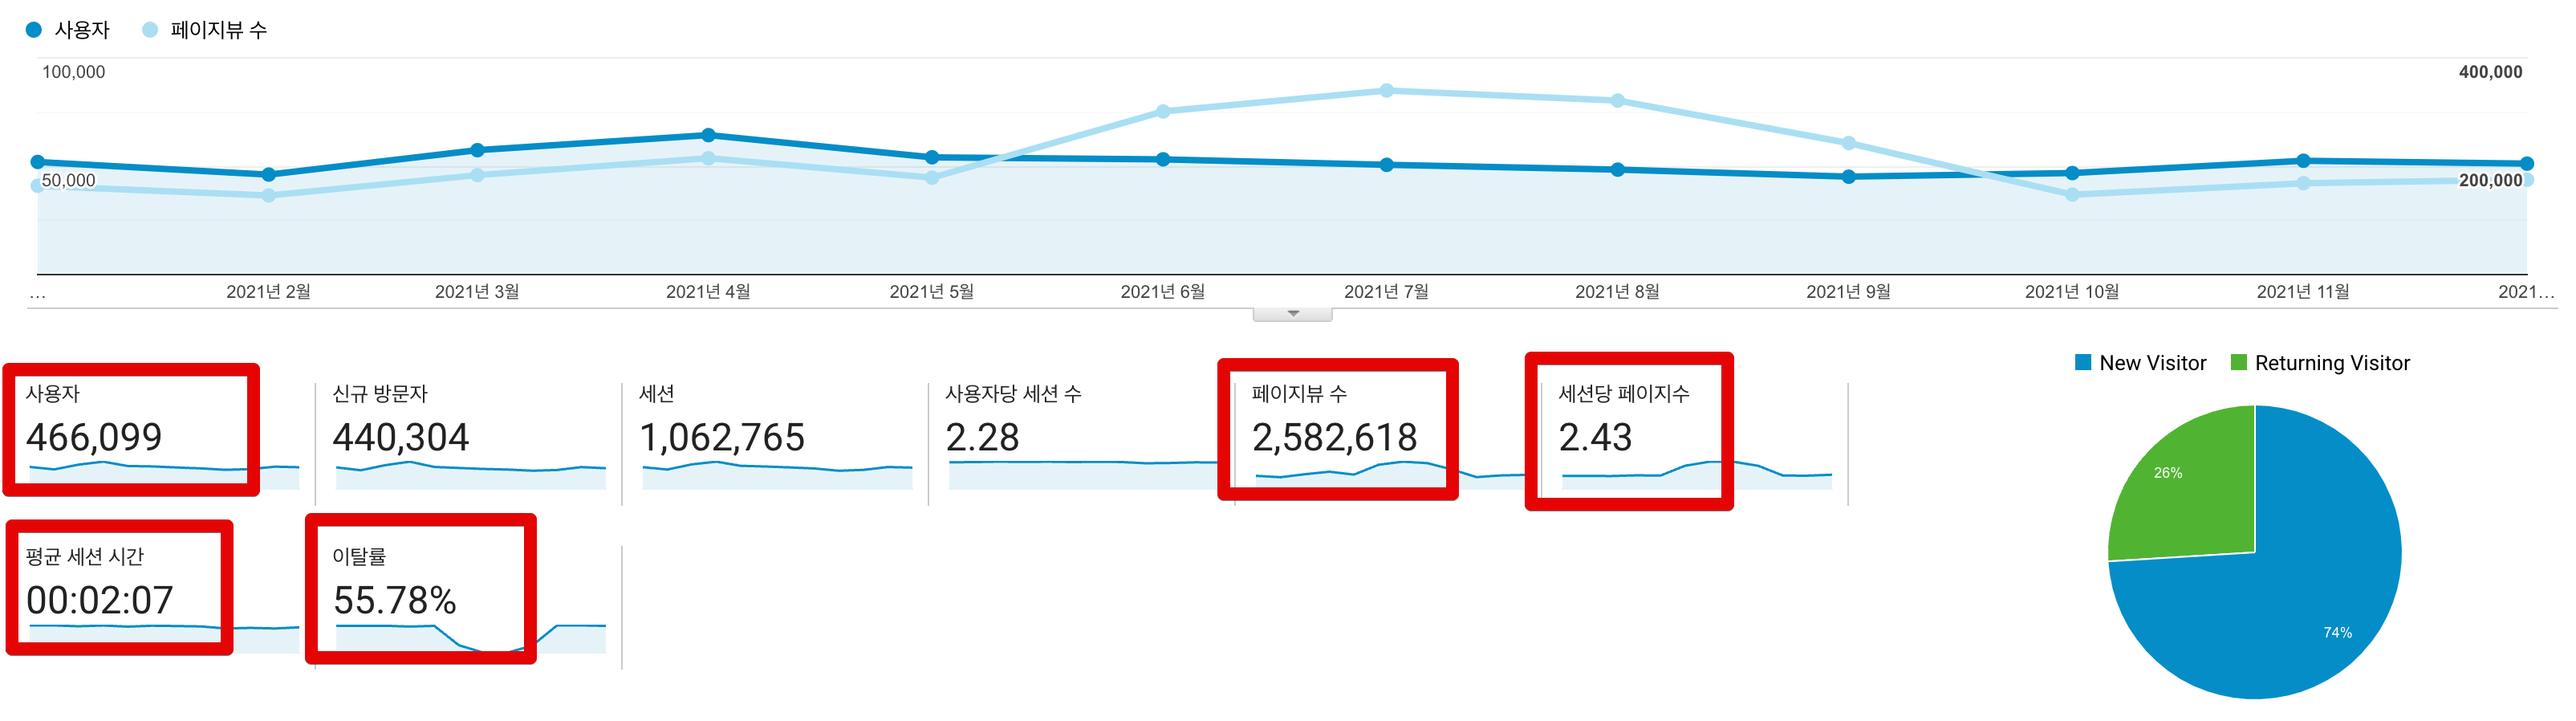 사용자 페이지뷰 수
100,000 400,000
50,000 200,000
... 2021년 2월 2021년 3월 2021년 4월 2021년 5월 2021년 6월 2021년 7월 2021년 8월 2021년 9월 2021년 10월 2021년 11월 2021...
사용자
466,099
신규 방문자
440,304
세션
1,062,765
사용자당 세션 수
2.28
페이지뷰 수
2,582,618
세션당 페이지수
2.43
평균 세션 시간
00:02:07
이탈률
55.78%
New Visitor Returning Visitor
26%
74%